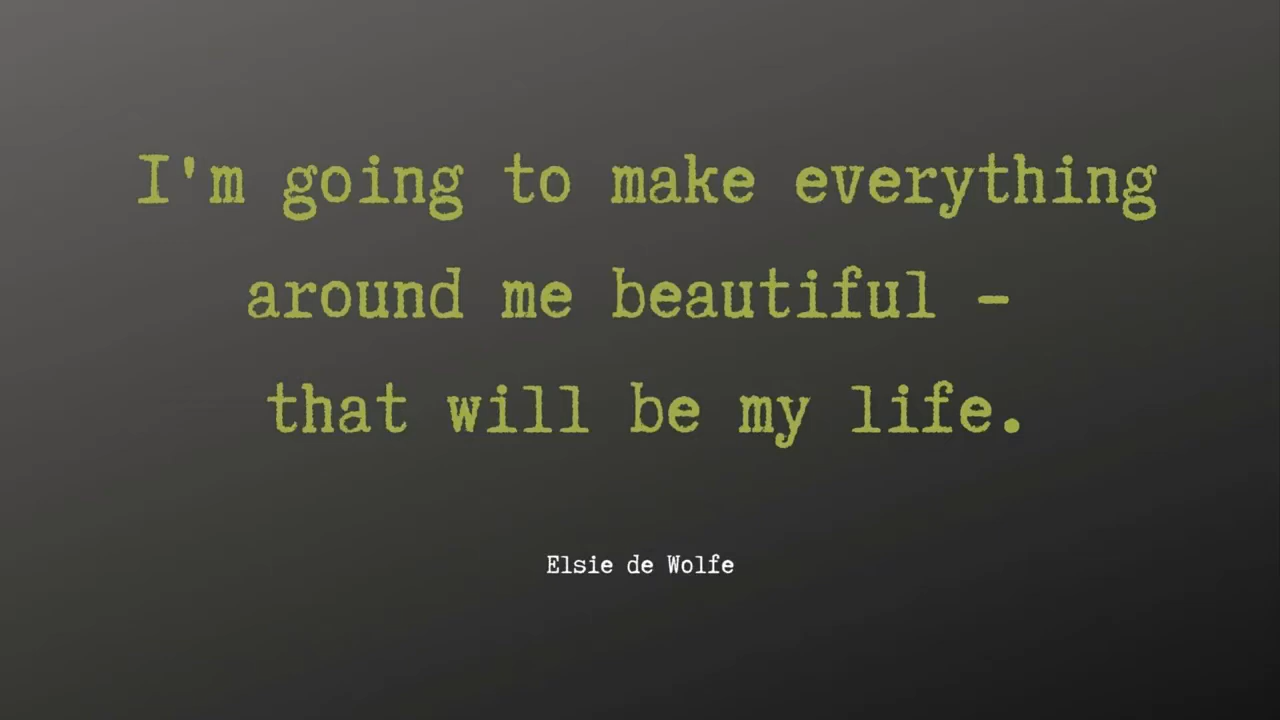 I'm going to make everything
around me beautiful -
that will be my life.
Elsie de Wolfe